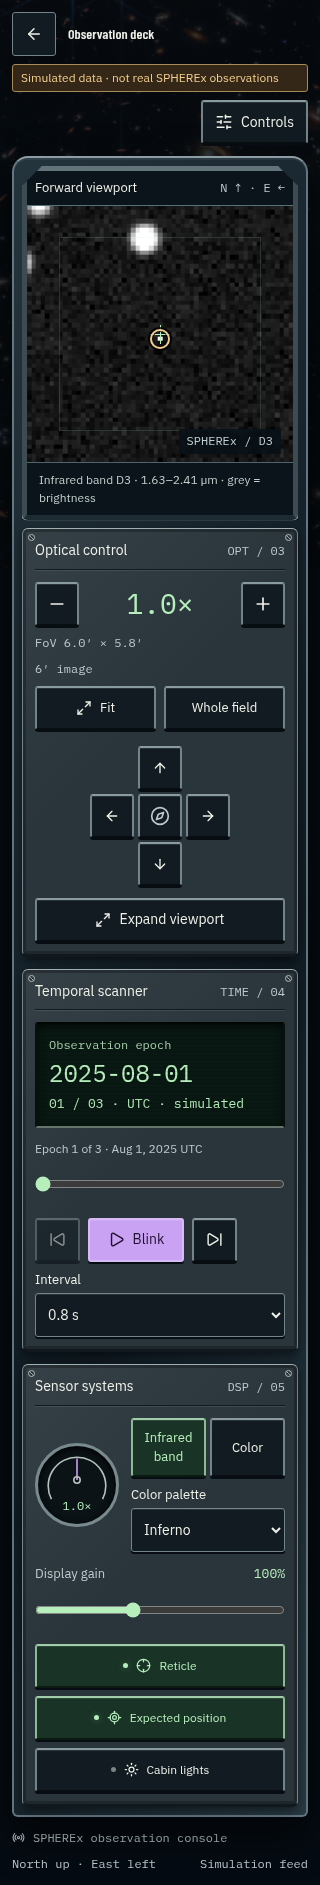 Observation deck
Simulated data · not real SPHEREx observations
Controls
Forward viewport N ↑ · E ←
SPHEREx / D3
Infrared band D3 · 1.63–2.41 µm · grey =
brightness
Optical control OPT / 03
1.0×
FoV 6.0′ × 5.8′
6′ image
Fit Whole field
Expand viewport
Temporal scanner TIME / 04
Observation epoch
2025-08-01
01 / 03 · UTC · simulated
Epoch 1 of 3 · Aug 1, 2025 UTC
Blink
Interval
0.8 s
Sensor systems DSP / 05
Infrared
band
Color
1.0×
Color palette
Inferno
Display gain 100%
Reticle
Expected position
Cabin lights
SPHEREx observation console
North up · East left Simulation feed